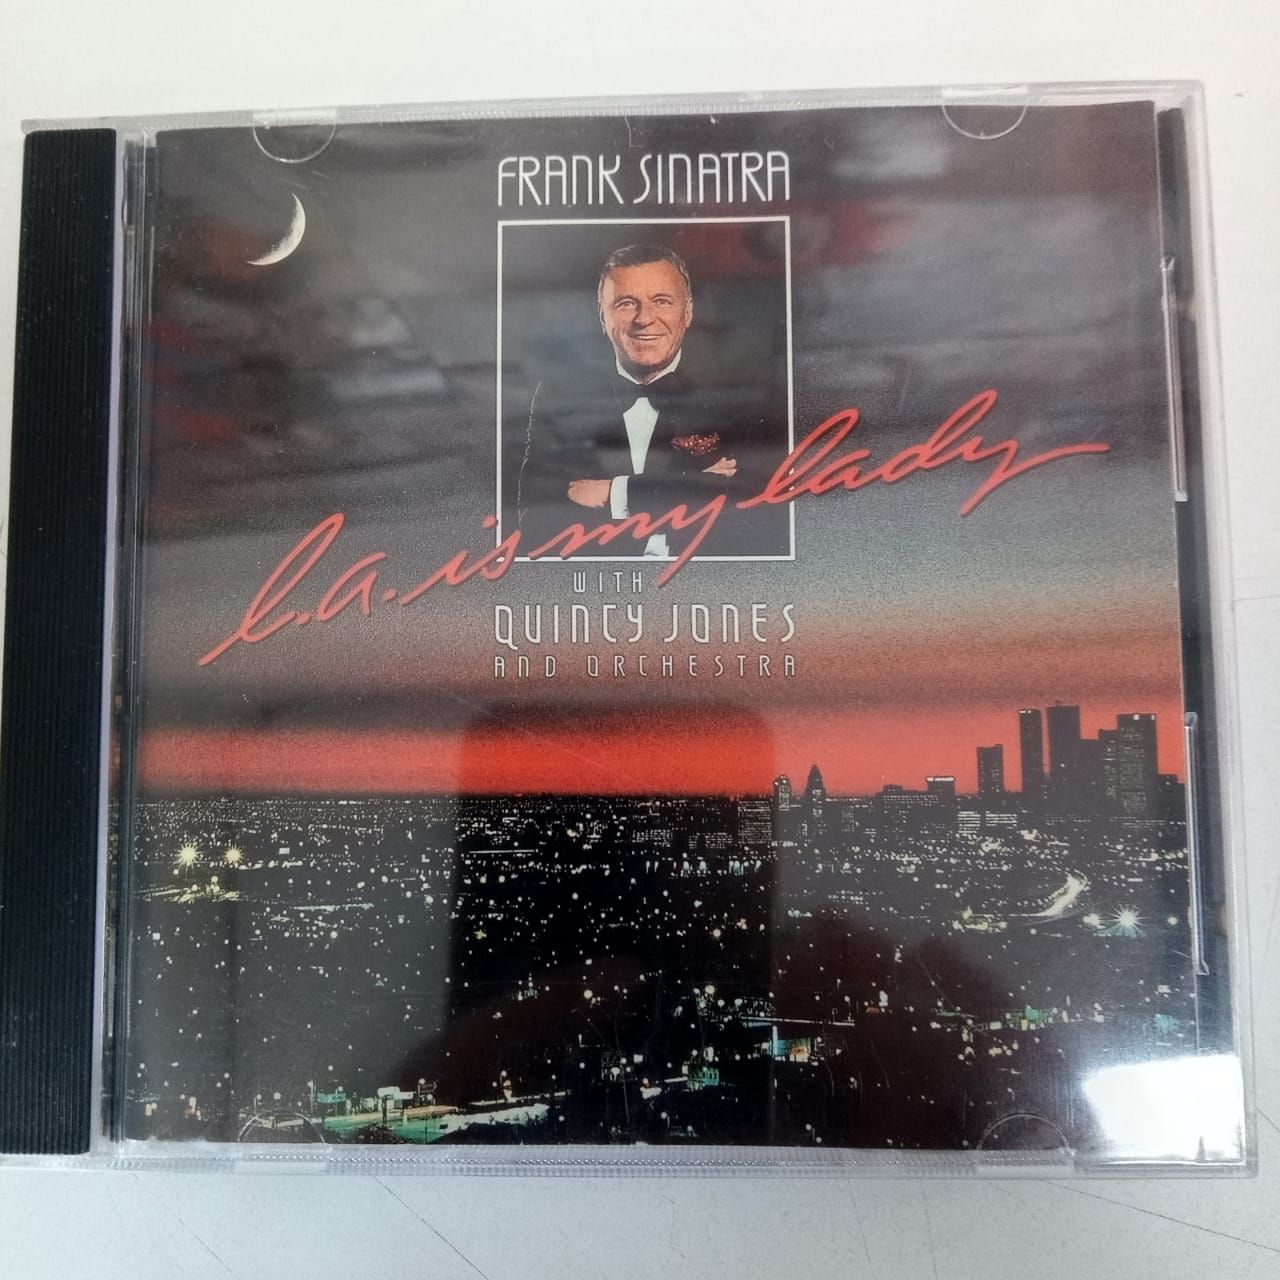 FRANK SINATRA
L.A. is my lady
WITH
QUINCY JONES
AND ORCHESTRA